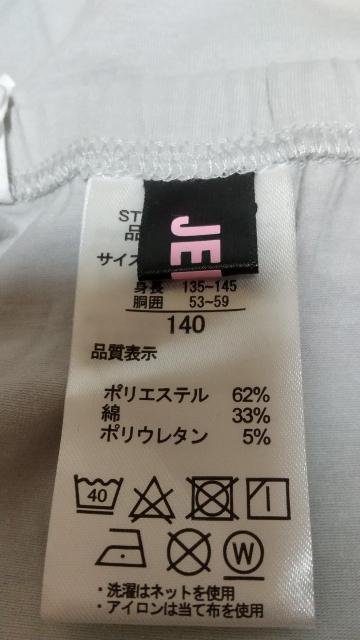 ST
品
サイズ
JE
身長 135-145
胴囲 53-59
140
品質表示
ポリエステル 62%
綿 33%
ポリウレタン 5%
40
W
・洗濯はネットを使用
・アイロンは当て布を使用